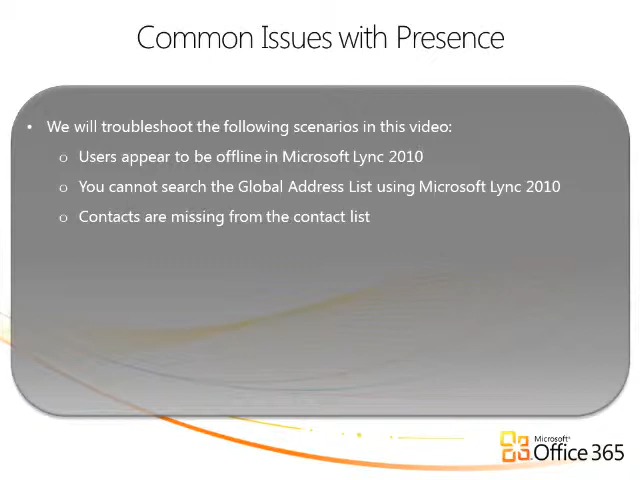 Common Issues with Presence
• We will troubleshoot the following scenarios in this video:
o Users appear to be offline in Microsoft Lync 2010
o You cannot search the Global Address List using Microsoft Lync 2010
o Contacts are missing from the contact list
Microsoft®
Office 365